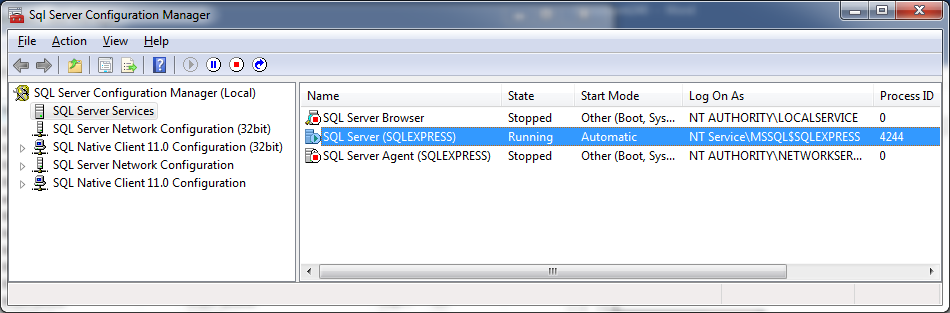 Sql Server Configuration Manager
File Action View Help
SQL Server Configuration Manager (Local)
SQL Server Services
SQL Server Network Configuration (32bit)
SQL Native Client 11.0 Configuration (32bit)
SQL Server Network Configuration
SQL Native Client 11.0 Configuration
Name State Start Mode Log On As Process ID
SQL Server Browser Stopped Other (Boot, Sys... NT AUTHORITY\LOCALSERVICE 0
SQL Server (SQLEXPRESS) Running Automatic NT Service\MSSQL$SQLEXPRESS 4244
SQL Server Agent (SQLEXPRESS) Stopped Other (Boot, Sys... NT AUTHORITY\NETWORKSER... 0